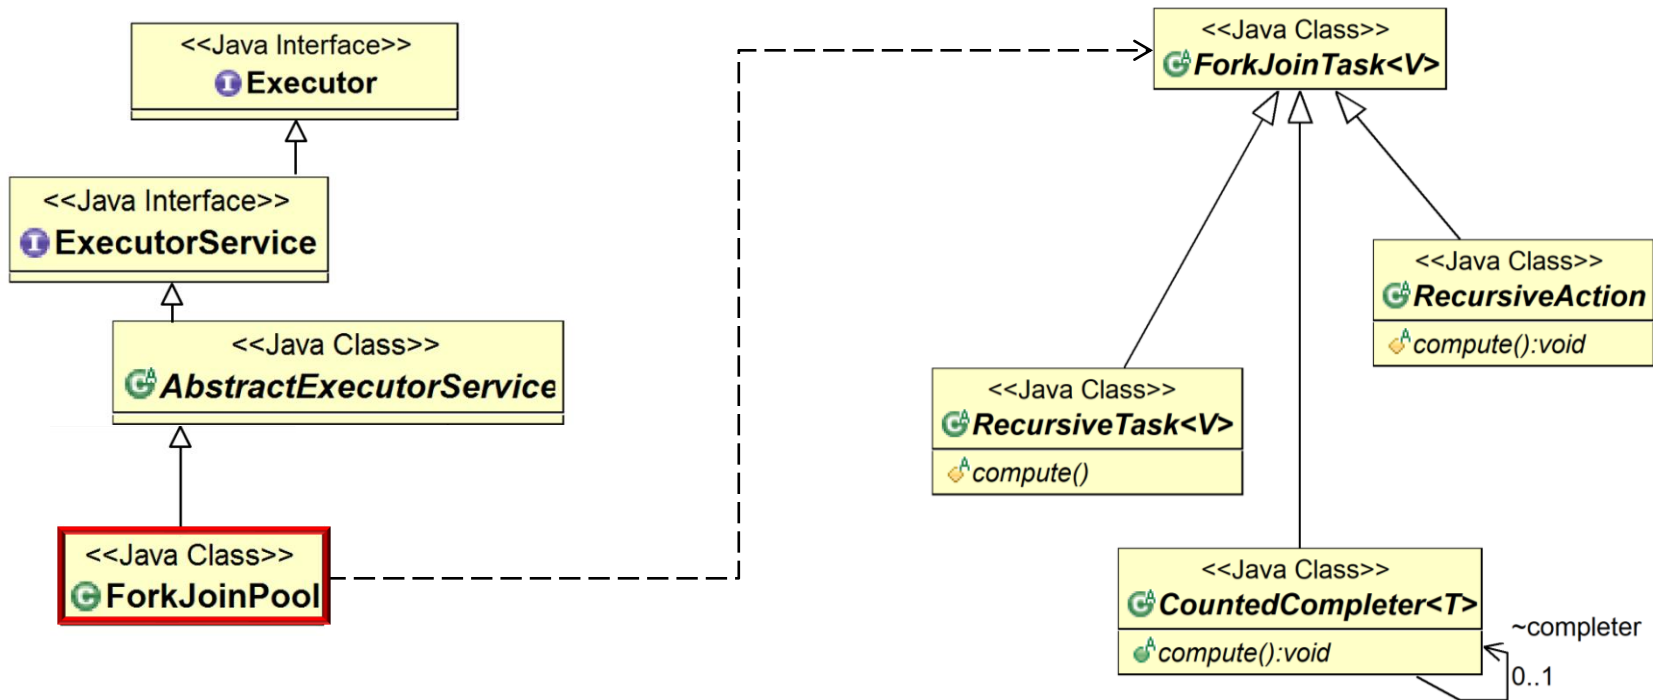 <<Java Interface>>
Executor
<<Java Interface>>
ExecutorService
<<Java Class>>
AbstractExecutorService
<<Java Class>>
ForkJoinPool
<<Java Class>>
ForkJoinTask<V>
<<Java Class>>
RecursiveAction
compute():void
<<Java Class>>
RecursiveTask<V>
compute()
<<Java Class>>
CountedCompleter<T>
compute():void
~completer
0..1